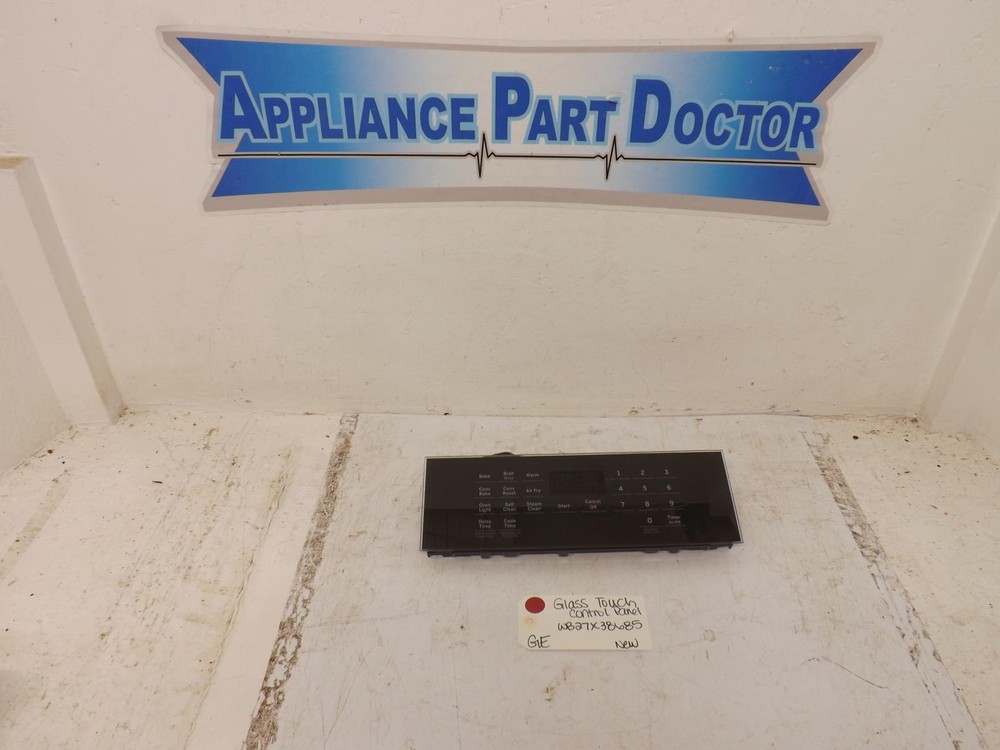 APPLIANCE PART DOCTOR
Bake Broil Warm
1 2 3
Conv Bake Conv Roast Air Fry
4 5 6
Oven Light Self Clean Steam Clean Start Cancel Off
7 8 9
Delay Time Cook Time
0 Timer
Glass Touch
Control Panel
WB27X38685
GE New